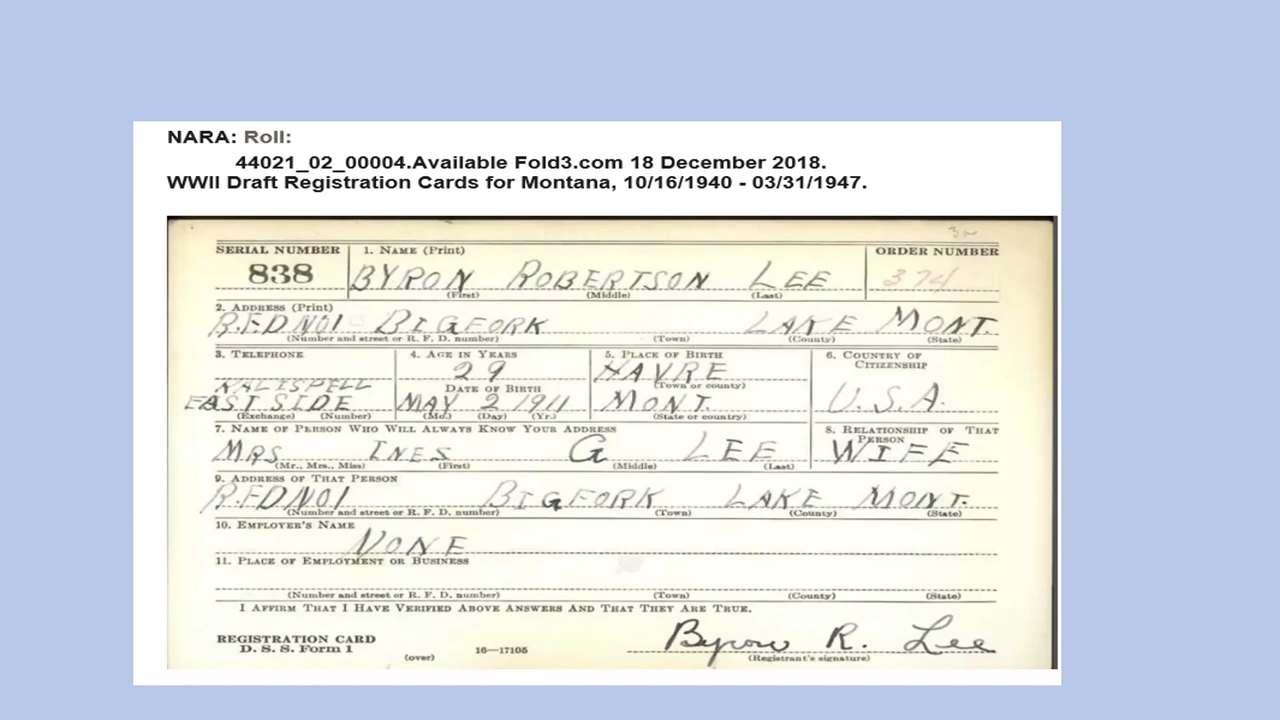 NARA: Roll:
44021_02_00004.Available Fold3.com 18 December 2018.
WWII Draft Registration Cards for Montana, 10/16/1940 - 03/31/1947.
SERIAL NUMBER 1. NAME (Print) ORDER NUMBER
838 BYRON ROBERTSON LEE 374
(First) (Middle) (Last)
2. ADDRESS (Print)
R.F.D NO1 BIGFORK LAKE MONT.
(Number and street or R. F. D. number) (Town) (County) (State)
3. TELEPHONE 4. AGE IN YEARS 5. PLACE OF BIRTH 6. COUNTRY OF CITIZENSHIP
29 HAVRE
(Town or county)
KALISPELL DATE OF BIRTH
EAST SIDE MAY 2 1911 MONT. U.S.A.
(Exchange) (Number) (Mo.) (Day) (Yr.) (State or country)
7. NAME OF PERSON WHO WILL ALWAYS KNOW YOUR ADDRESS 8. RELATIONSHIP OF THAT PERSON
MRS INES G LEE WIFE
(Mr., Mrs., Miss) (First) (Middle) (Last)
9. ADDRESS OF THAT PERSON
R.F.D NO1 BIGFORK LAKE MONT.
(Number and street or R. F. D. number) (Town) (County) (State)
10. EMPLOYER'S NAME
NONE
11. PLACE OF EMPLOYMENT OR BUSINESS
(Number and street or R. F. D. number) (Town) (County) (State)
I AFFIRM THAT I HAVE VERIFIED ABOVE ANSWERS AND THAT THEY ARE TRUE.
REGISTRATION CARD Byron R. Lee
D. S. S. Form 1 16—17105
(over) (Registrant's signature)